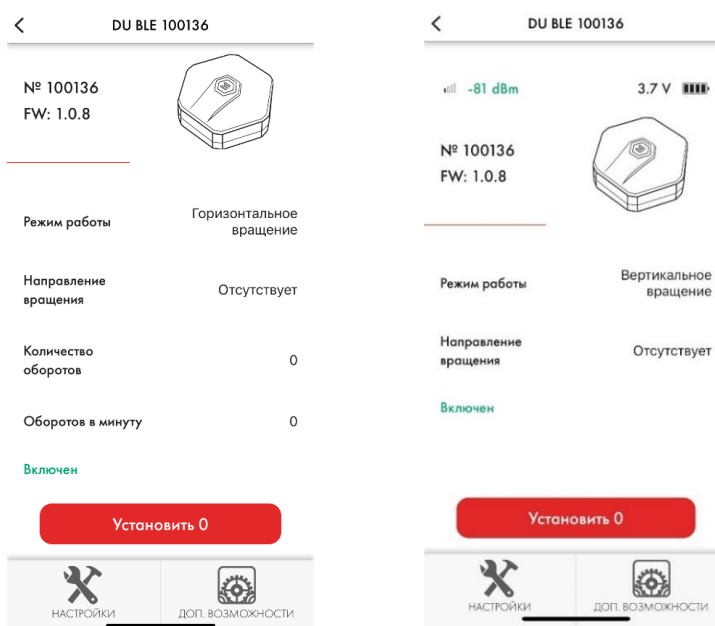 DU BLE 100136
№ 100136
FW: 1.0.8
Режим работы
Горизонтальное
вращение
Направление
вращения
Отсутствует
Количество
оборотов
0
Оборотов в минуту
0
Включен
Установить 0
НАСТРОЙКИ
ДОП. ВОЗМОЖНОСТИ
DU BLE 100136
-81 dBm
3.7 V
№ 100136
FW: 1.0.8
Режим работы
Вертикальное
вращение
Направление
вращения
Отсутствует
Включен
Установить 0
НАСТРОЙКИ
ДОП. ВОЗМОЖНОСТИ